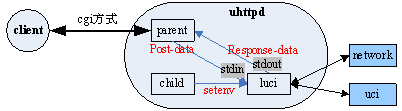 uhttpd
cgi方式
client
parent
Post-data
Response-data
stdin
stdout
child
setenv
luci
network
uci